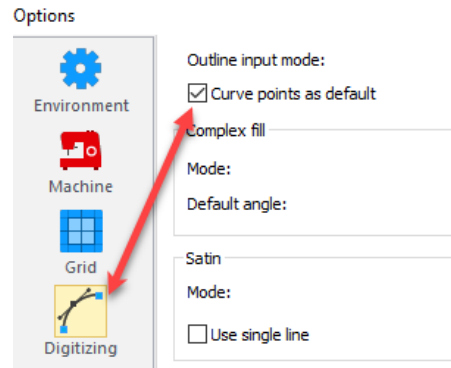 Options
Environment
Machine
Grid
Digitizing
Outline input mode:
Curve points as default
Complex fill
Mode:
Default angle:
Satin
Mode:
Use single line